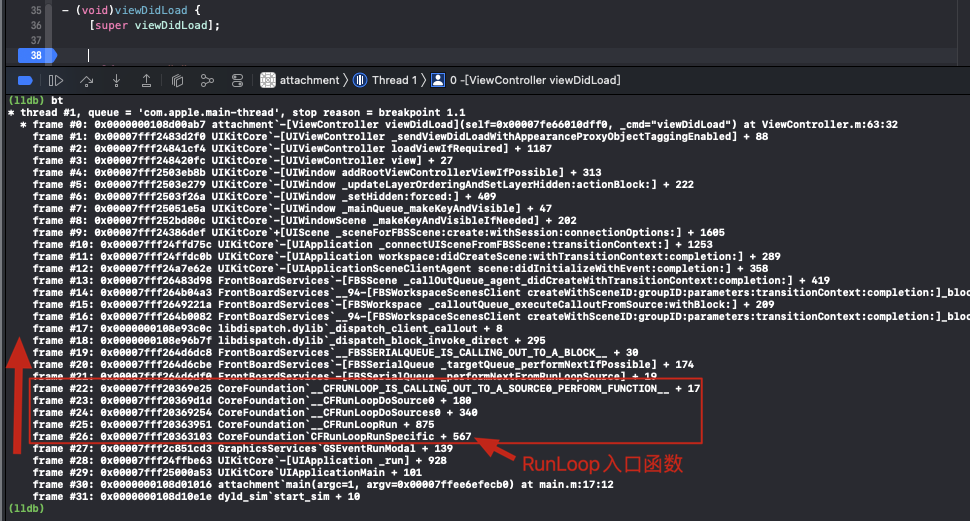 35 - (void)viewDidLoad {
36 [super viewDidLoad];
37
38
attachment 〉 Thread 1 〉 0 -[ViewController viewDidLoad]
(lldb) bt
* thread #1, queue = 'com.apple.main-thread', stop reason = breakpoint 1.1
* frame #0: 0x0000000108d00ab7 attachment`-[ViewController viewDidLoad](self=0x00007fe66010dff0, _cmd="viewDidLoad") at ViewController.m:63:32
frame #1: 0x00007fff2483d2f0 UIKitCore`-[UIViewController _sendViewDidLoadWithAppearanceProxyObjectTaggingEnabled] + 88
frame #2: 0x00007fff24841cf4 UIKitCore`-[UIViewController loadViewIfRequired] + 1187
frame #3: 0x00007fff248420fc UIKitCore`-[UIViewController view] + 27
frame #4: 0x00007fff2503eb8b UIKitCore`-[UIWindow addRootViewControllerViewIfPossible] + 313
frame #5: 0x00007fff2503e279 UIKitCore`-[UIWindow _updateLayerOrderingAndSetLayerHidden:actionBlock:] + 222
frame #6: 0x00007fff2503f26a UIKitCore`-[UIWindow _setHidden:forced:] + 409
frame #7: 0x00007fff25051e5a UIKitCore`-[UIWindow _mainQueue_makeKeyAndVisible] + 47
frame #8: 0x00007fff252bd80c UIKitCore`-[UIWindowScene _makeKeyAndVisibleIfNeeded] + 202
frame #9: 0x00007fff24386def UIKitCore`+[UIScene _sceneForFBSScene:create:withSession:connectionOptions:] + 1605
frame #10: 0x00007fff24ffd75c UIKitCore`-[UIApplication _connectUISceneFromFBSScene:transitionContext:] + 1253
frame #11: 0x00007fff24ffdc0b UIKitCore`-[UIApplication workspace:didCreateScene:withTransitionContext:completion:] + 289
frame #12: 0x00007fff24a7e62e UIKitCore`-[UIApplicationSceneClientAgent scene:didInitializeWithEvent:completion:] + 358
frame #13: 0x00007fff26483d98 FrontBoardServices`-[FBSScene _callOutQueue_agent_didCreateWithTransitionContext:completion:] + 419
frame #14: 0x00007fff264b04a3 FrontBoardServices`__94-[FBSWorkspaceScenesClient createWithSceneID:groupID:parameters:transitionContext:completion:]_bloc
frame #15: 0x00007fff2649221a FrontBoardServices`-[FBSWorkspace _calloutQueue_executeCalloutFromSource:withBlock:] + 209
frame #16: 0x00007fff264b0082 FrontBoardServices`__94-[FBSWorkspaceScenesClient createWithSceneID:groupID:parameters:transitionContext:completion:]_bloc
frame #17: 0x0000000108e93c0c libdispatch.dylib`_dispatch_client_callout + 8
frame #18: 0x0000000108e96b7f libdispatch.dylib`_dispatch_block_invoke_direct + 295
frame #19: 0x00007fff264d6dc8 FrontBoardServices`__FBSSERIALQUEUE_IS_CALLING_OUT_TO_A_BLOCK__ + 30
frame #20: 0x00007fff264d6cbe FrontBoardServices`-[FBSSerialQueue _targetQueue_performNextIfPossible] + 174
frame #21: 0x00007fff264d6df0 FrontBoardServices`-[FBSSerialQueue _performNextFromRunLoopSource] + 19
frame #22: 0x00007fff20369e25 CoreFoundation`__CFRUNLOOP_IS_CALLING_OUT_TO_A_SOURCE0_PERFORM_FUNCTION__ + 17
frame #23: 0x00007fff20369d1d CoreFoundation`__CFRunLoopDoSource0 + 180
frame #24: 0x00007fff20369254 CoreFoundation`__CFRunLoopDoSources0 + 340
frame #25: 0x00007fff20363951 CoreFoundation`__CFRunLoopRun + 875
frame #26: 0x00007fff20363103 CoreFoundation`CFRunLoopRunSpecific + 567
frame #27: 0x00007fff2c851cd3 GraphicsServices`GSEventRunModal + 139
frame #28: 0x00007fff24ffbe63 UIKitCore`-[UIApplication _run] + 928
RunLoop入口函数
frame #29: 0x00007fff25000a53 UIKitCore`UIApplicationMain + 101
frame #30: 0x0000000108d01016 attachment`main(argc=1, argv=0x00007ffee6efecb0) at main.m:17:12
frame #31: 0x0000000108d10e1e dyld_sim`start_sim + 10
(lldb)